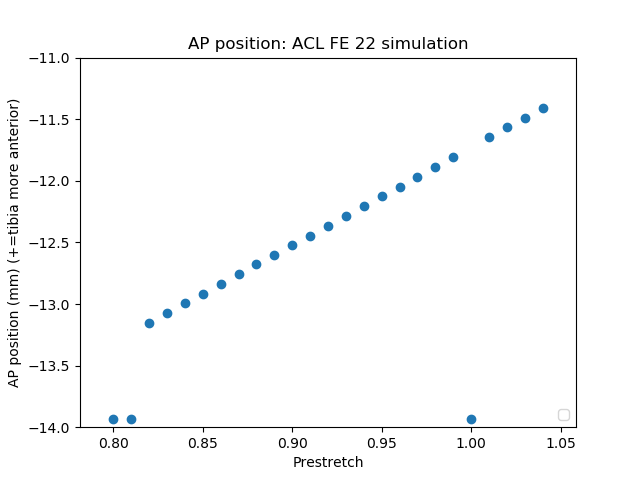 AP position: ACL FE 22 simulation
AP position (mm) (+=tibia more anterior)
−11.0
−11.5
−12.0
−12.5
−13.0
−13.5
−14.0
0.80 0.85 0.90 0.95 1.00 1.05
Prestretch